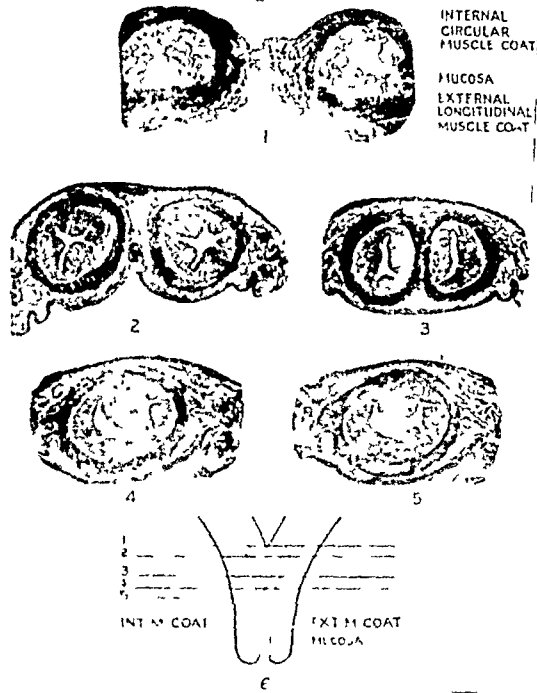 INTERNAL
CIRCULAR
MUSCLE COAT
MUCOSA
EXTERNAL
LONGITUDINAL
MUSCLE COAT
1
2
3
4
5
1
2
3
INT M COAT
EXT M COAT
MUCOSA
6